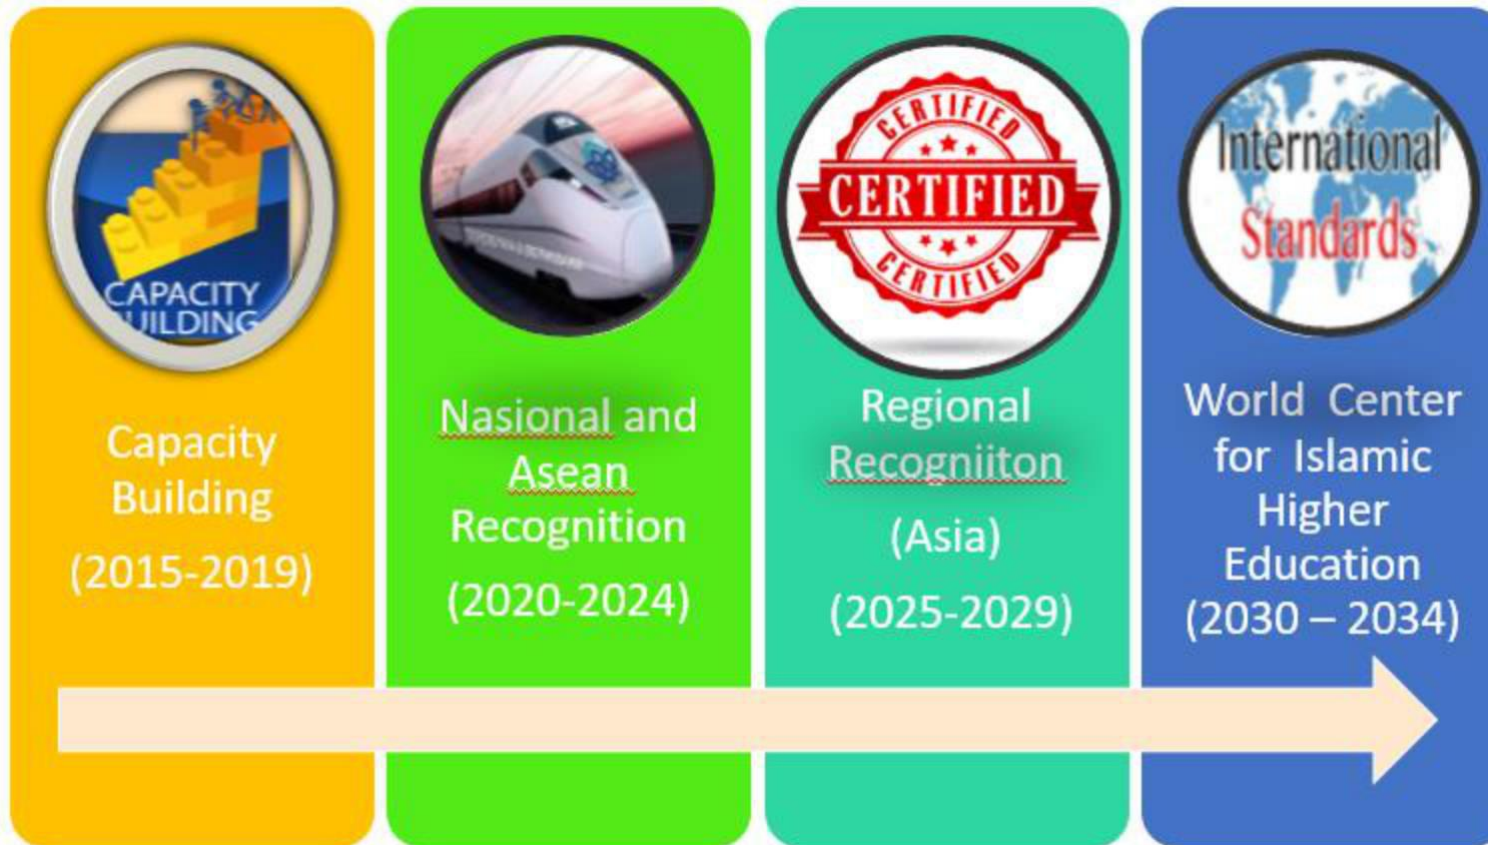 CAPACITY
UILDING
Capacity
Building
(2015-2019)
Nasional and
Asean
Recognition
(2020-2024)
CERTIFIED
CERTIFIED
CERTIFIED
Regional
Recogniiton
(Asia)
(2025-2029)
International
Standards
World Center
for Islamic
Higher
Education
(2030 – 2034)